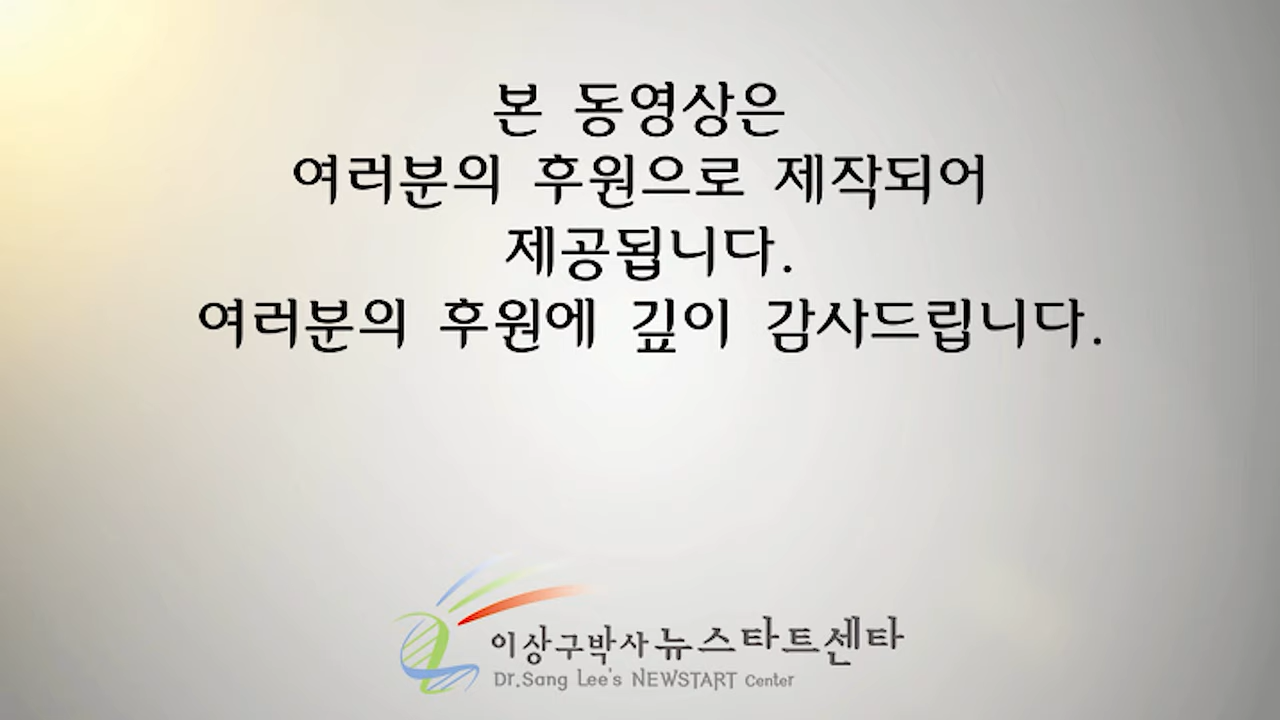 본 동영상은
여러분의 후원으로 제작되어
제공됩니다.
여러분의 후원에 깊이 감사드립니다.
이상구박사 뉴스타트센타
Dr.Sang Lee's NEWSTART Center